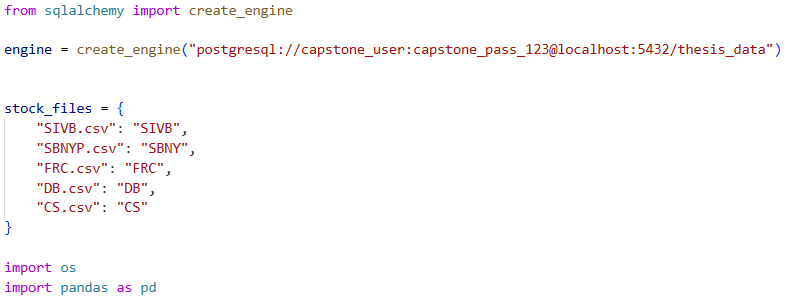 from sqlalchemy import create_engine
engine = create_engine("postgresql://capstone_user:capstone_pass_123@localhost:5432/thesis_data")
stock_files = {
    "SIVB.csv": "SIVB",
    "SBNYP.csv": "SBNY",
    "FRC.csv": "FRC",
    "DB.csv": "DB",
    "CS.csv": "CS"
}
import os
import pandas as pd